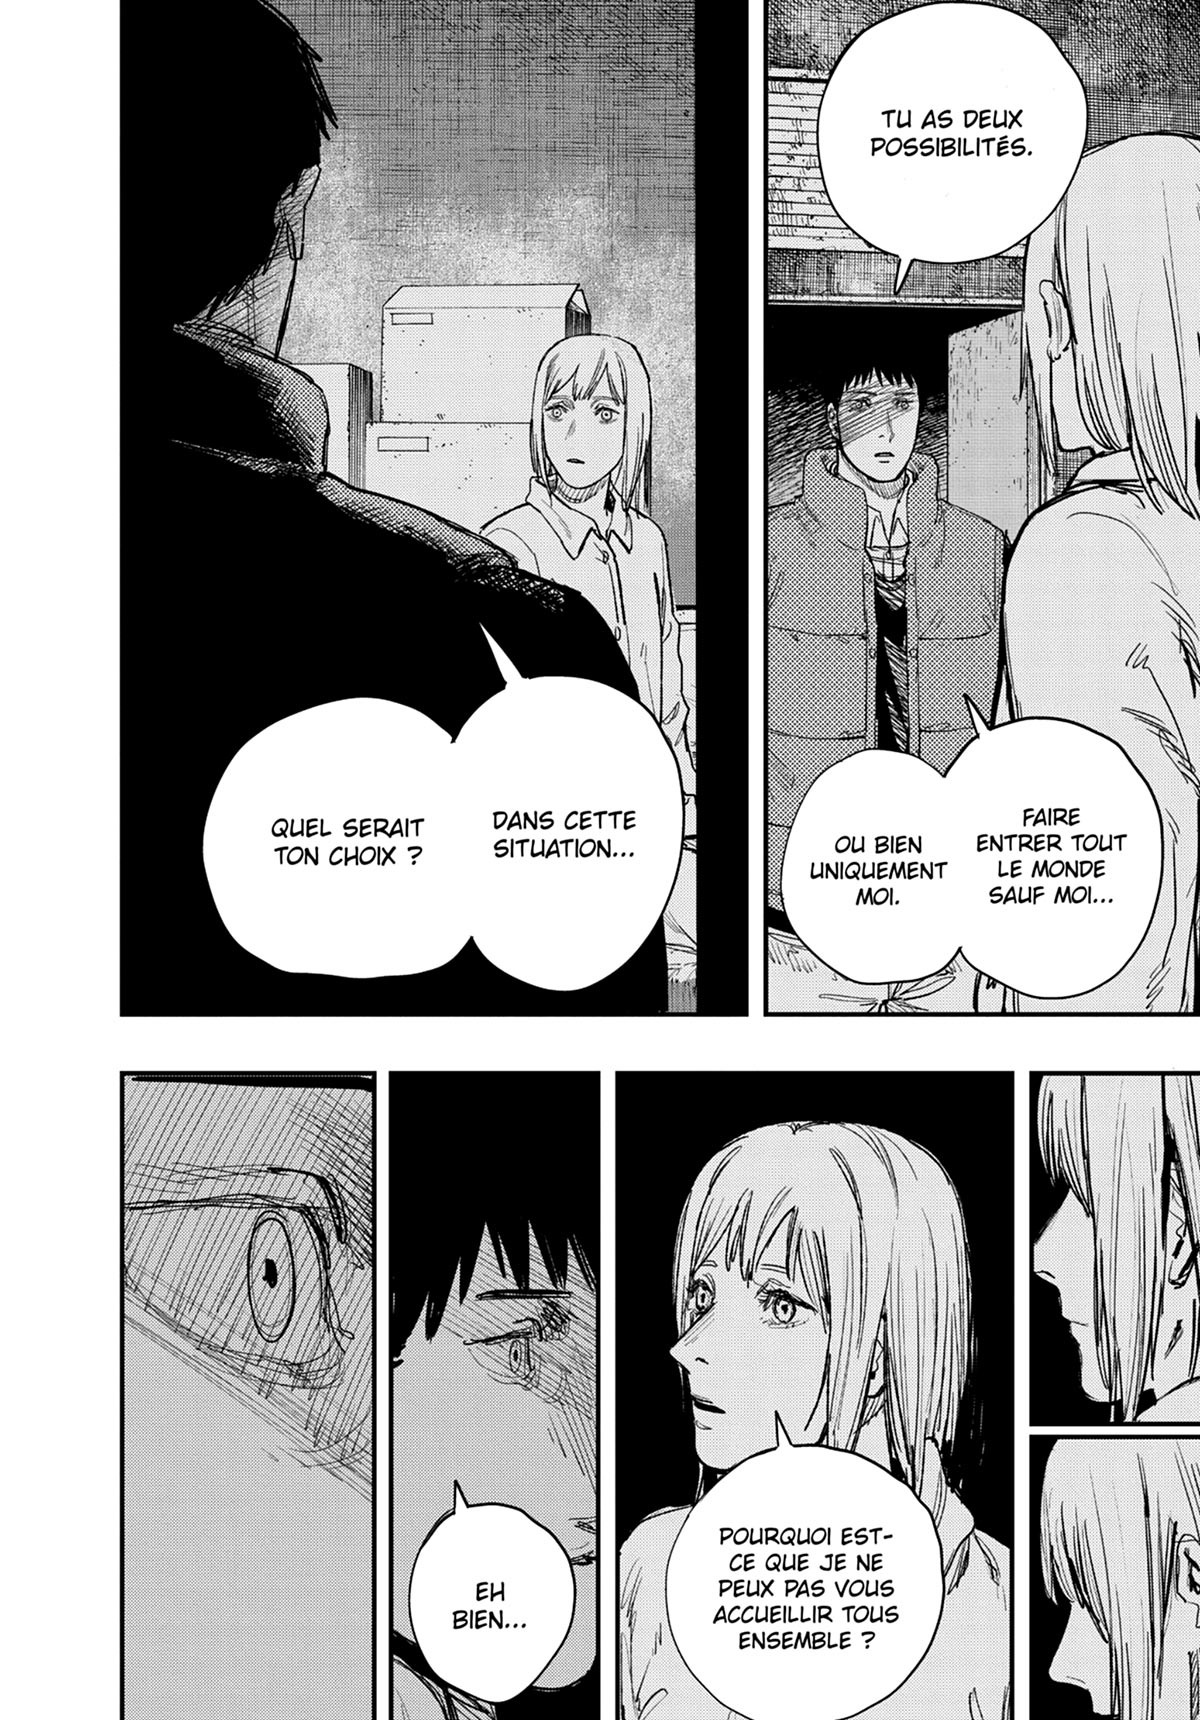 TU AS DEUX
POSSIBILITÉS.
FAIRE
ENTRER TOUT
LE MONDE
SAUF MOI...
OU BIEN
UNIQUEMENT
MOI.
DANS CETTE
SITUATION...
QUEL SERAIT
TON CHOIX ?
POURQUOI EST-
CE QUE JE NE
PEUX PAS VOUS
ACCUEILLIR TOUS
ENSEMBLE ?
EH
BIEN...